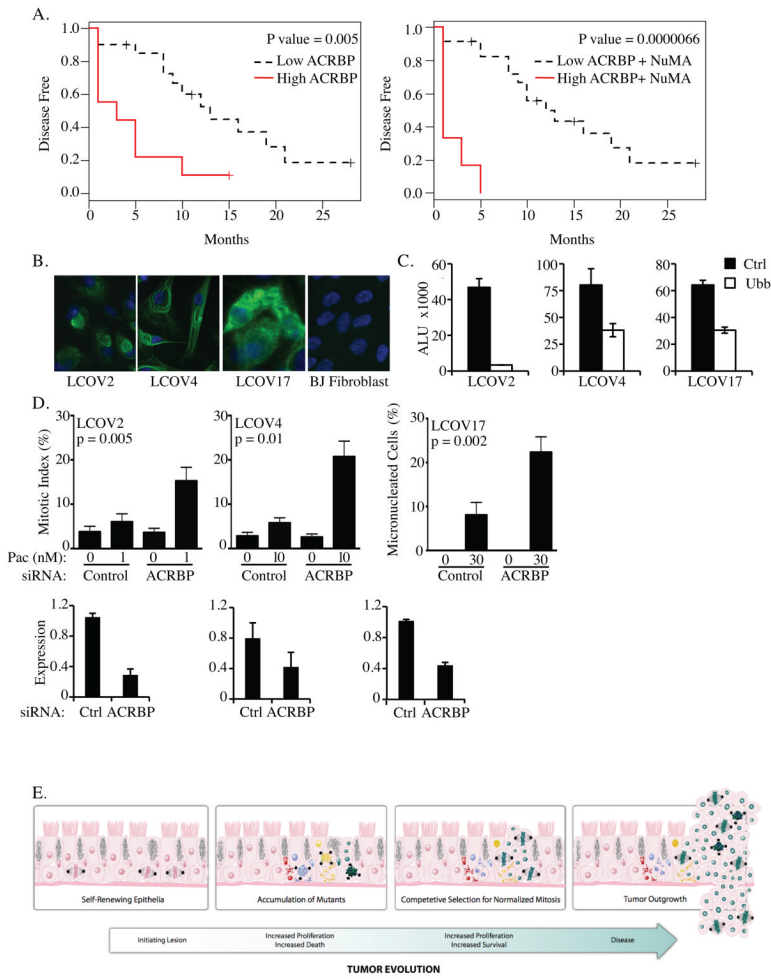 A.
P value = 0.005
Low ACRBP
High ACRBP
Disease Free
1.0
0.8
0.6
0.4
0.2
0.0
0 5 10 15 20 25
Months
P value = 0.0000066
Low ACRBP + NuMA
High ACRBP+ NuMA
Disease Free
1.0
0.8
0.6
0.4
0.2
0.0
0 5 10 15 20 25
Months
B.
LCOV2 LCOV4 LCOV17 BJ Fibroblast
C.
Ctrl
Ubb
ALU x1000
60
40
20
0
LCOV2
100
75
50
25
0
LCOV4
80
60
40
20
0
LCOV17
D.
Mitotic Index (%)
30
20
10
0
LCOV2
p = 0.005
30
20
10
0
LCOV4
p = 0.01
Micronucleated Cells (%)
30
20
10
0
LCOV17
p = 0.002
Pac (nM): 0 1 0 1 0 10 0 10 0 30 0 30
siRNA: Control ACRBP Control ACRBP Control ACRBP
Expression
1.2
0.8
0.4
0
1.2
0.8
0.4
0
1.2
0.8
0.4
0
siRNA: Ctrl ACRBP Ctrl ACRBP Ctrl ACRBP
E.
Self-Renewing Epithelia
Accumulation of Mutants
Competetive Selection for Normalized Mitosis
Tumor Outgrowth
Initiating Lesion
Increased Proliferation
Increased Death
Increased Proliferation
Increased Survival
Disease
TUMOR EVOLUTION